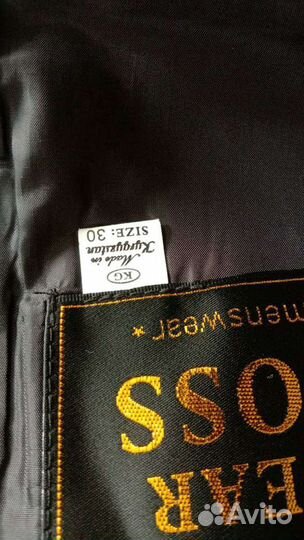 KG
Made in
Kyrgyzstan
SIZE: 30
EAR
OSS
menswear
Avito